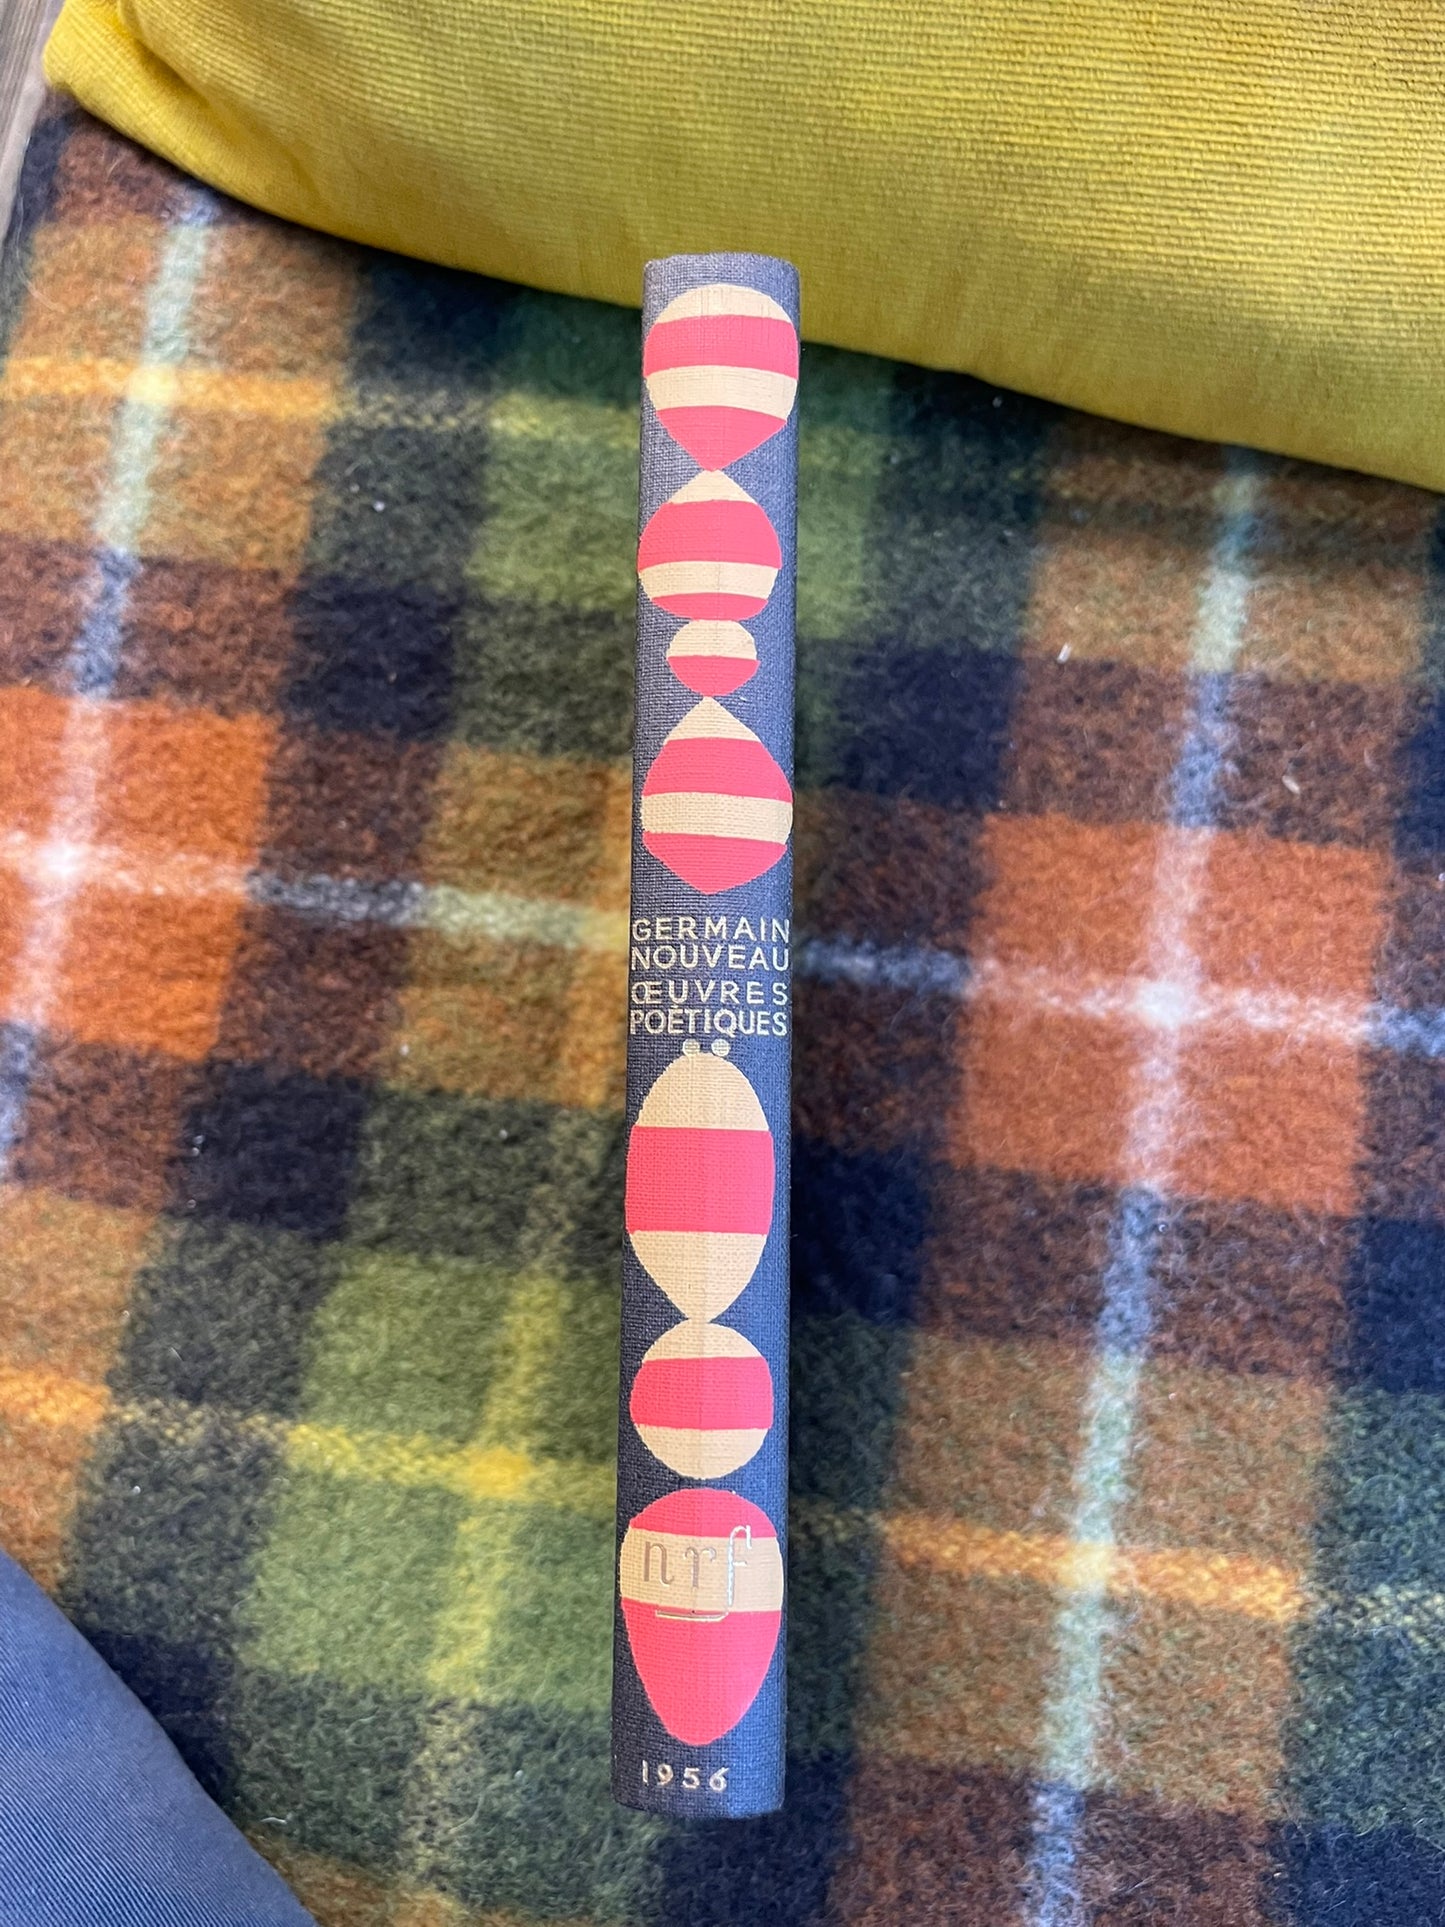 GERMAIN
NOUVEAU
ŒUVRES
POÉTIQUES
nrf
1956